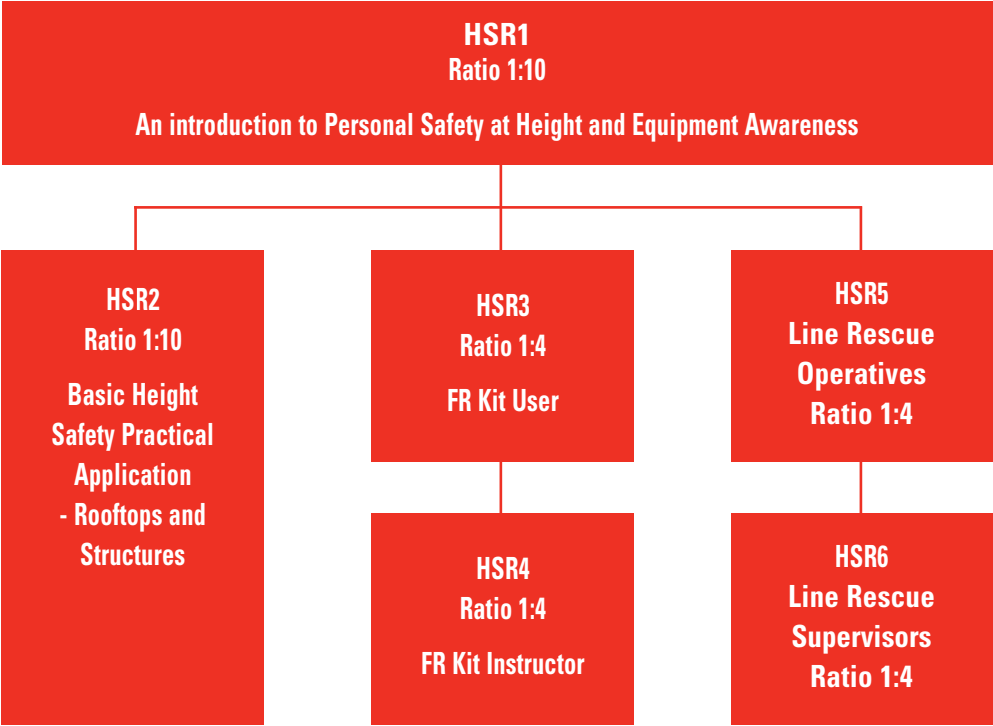 HSR1
Ratio 1:10
An introduction to Personal Safety at Height and Equipment Awareness
HSR2
Ratio 1:10
Basic Height
Safety Practical
Application
- Rooftops and
Structures
HSR3
Ratio 1:4
FR Kit User
HSR4
Ratio 1:4
FR Kit Instructor
HSR5
Line Rescue
Operatives
Ratio 1:4
HSR6
Line Rescue
Supervisors
Ratio 1:4